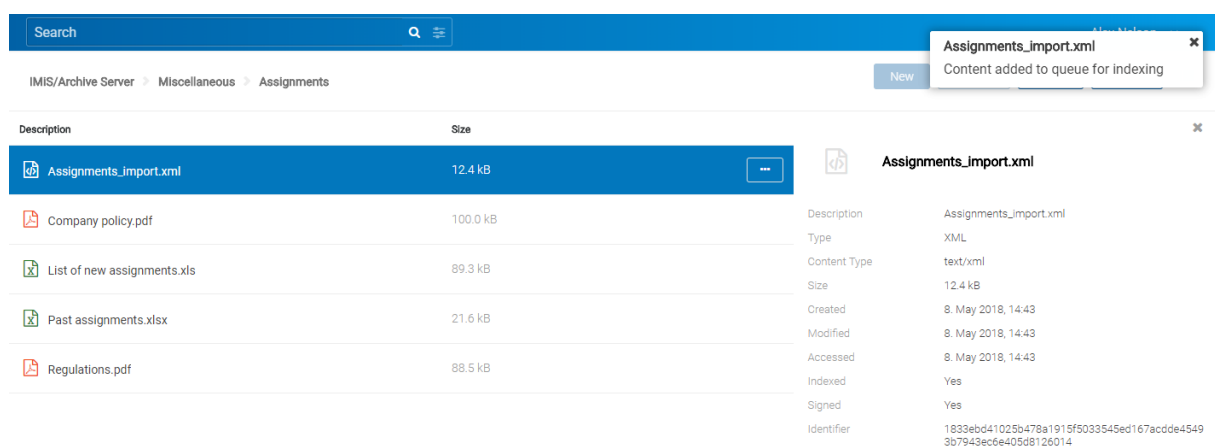 Search
Assignments_import.xml
Content added to queue for indexing
IMiS/Archive Server > Miscellaneous > Assignments
New
Description Size
Assignments_import.xml 12.4 kB
Company policy.pdf 100.0 kB
List of new assignments.xls 89.3 kB
Past assignments.xlsx 21.6 kB
Regulations.pdf 88.5 kB
Assignments_import.xml
Description Assignments_import.xml
Type XML
Content Type text/xml
Size 12.4 kB
Created 8. May 2018, 14:43
Modified 8. May 2018, 14:43
Accessed 8. May 2018, 14:43
Indexed Yes
Signed Yes
Identifier 1833ebd41025b478a1915f5033545ed167acdde4549
3b7943ec6e405d8126014